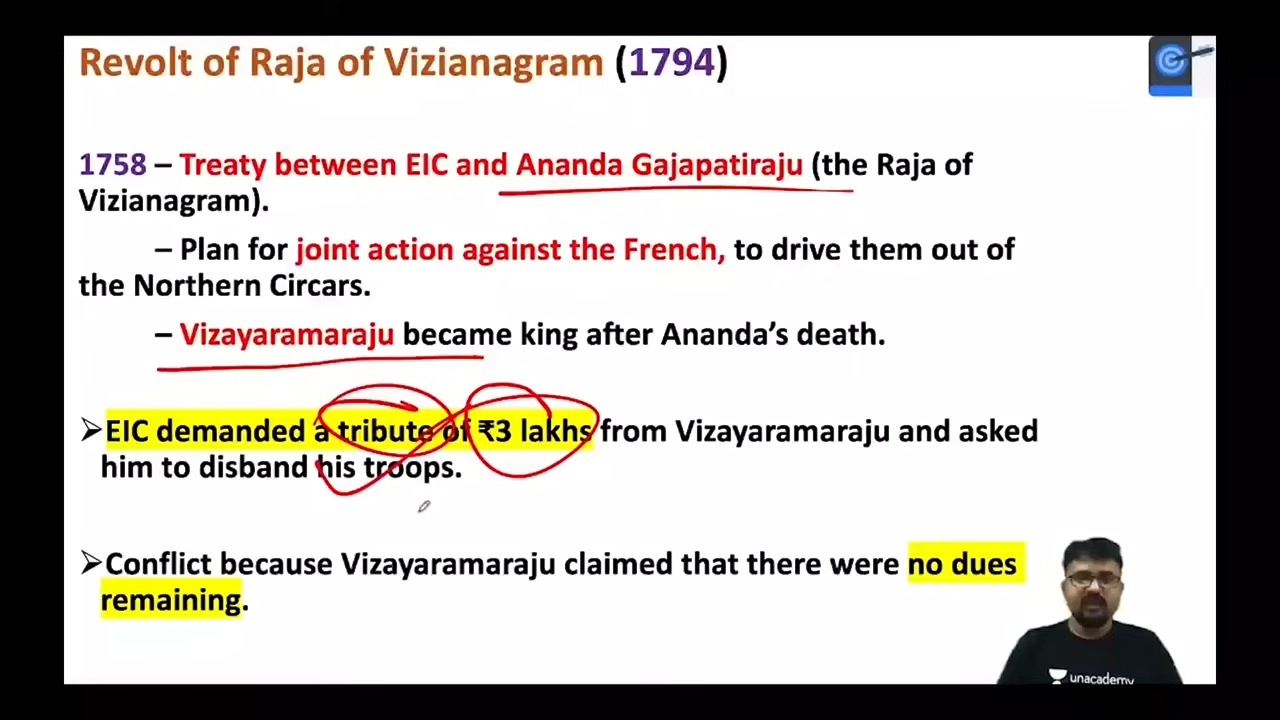 Revolt of Raja of Vizianagram (1794)
1758 – Treaty between EIC and Ananda Gajapatiraju (the Raja of
Vizianagram).
– Plan for joint action against the French, to drive them out of
the Northern Circars.
– Vizayaramaraju became king after Ananda’s death.
➢EIC demanded a tribute of ₹3 lakhs from Vizayaramaraju and asked
him to disband his troops.
➢Conflict because Vizayaramaraju claimed that there were no dues
remaining.
unacademy